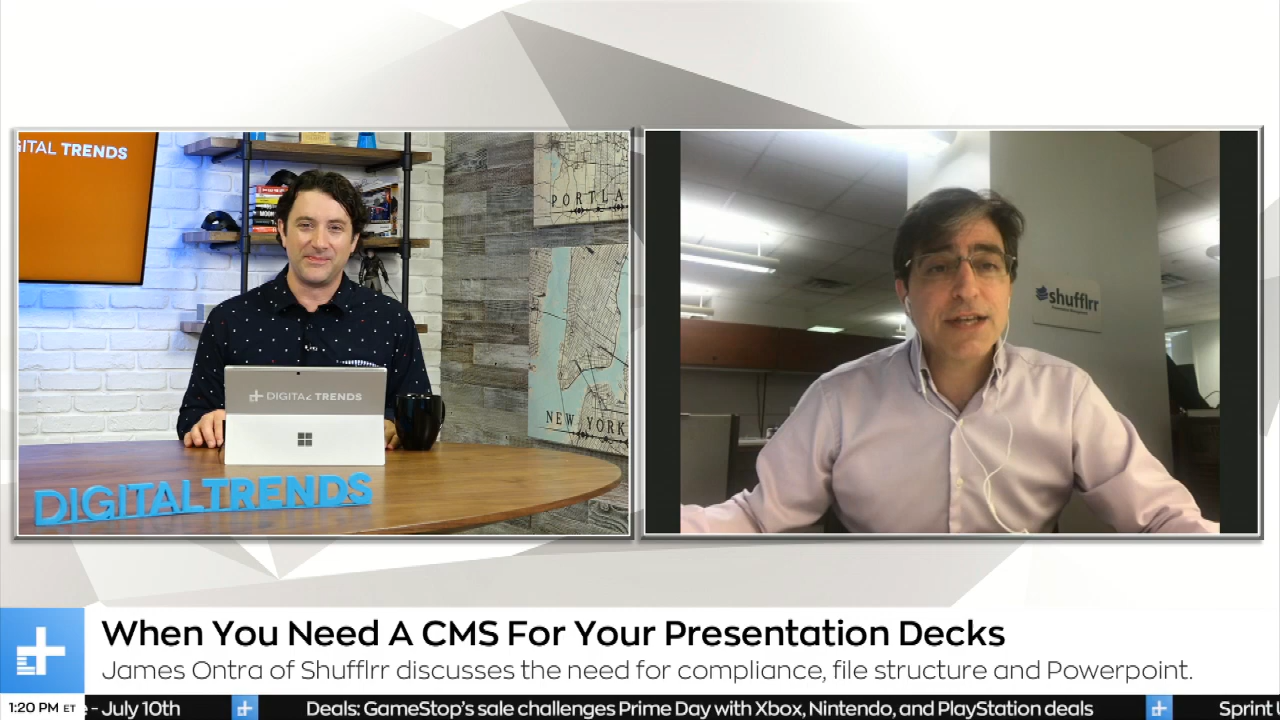 GITAL TRENDS
PORTLA
NEW YORK
DIGITAL TRENDS
DIGITALTRENDS
shufflrr
When You Need A CMS For Your Presentation Decks
James Ontra of Shufflrr discusses the need for compliance, file structure and Powerpoint.
1:20 PM ET
e - July 10th
Deals: GameStop's sale challenges Prime Day with Xbox, Nintendo, and PlayStation deals
Sprint U